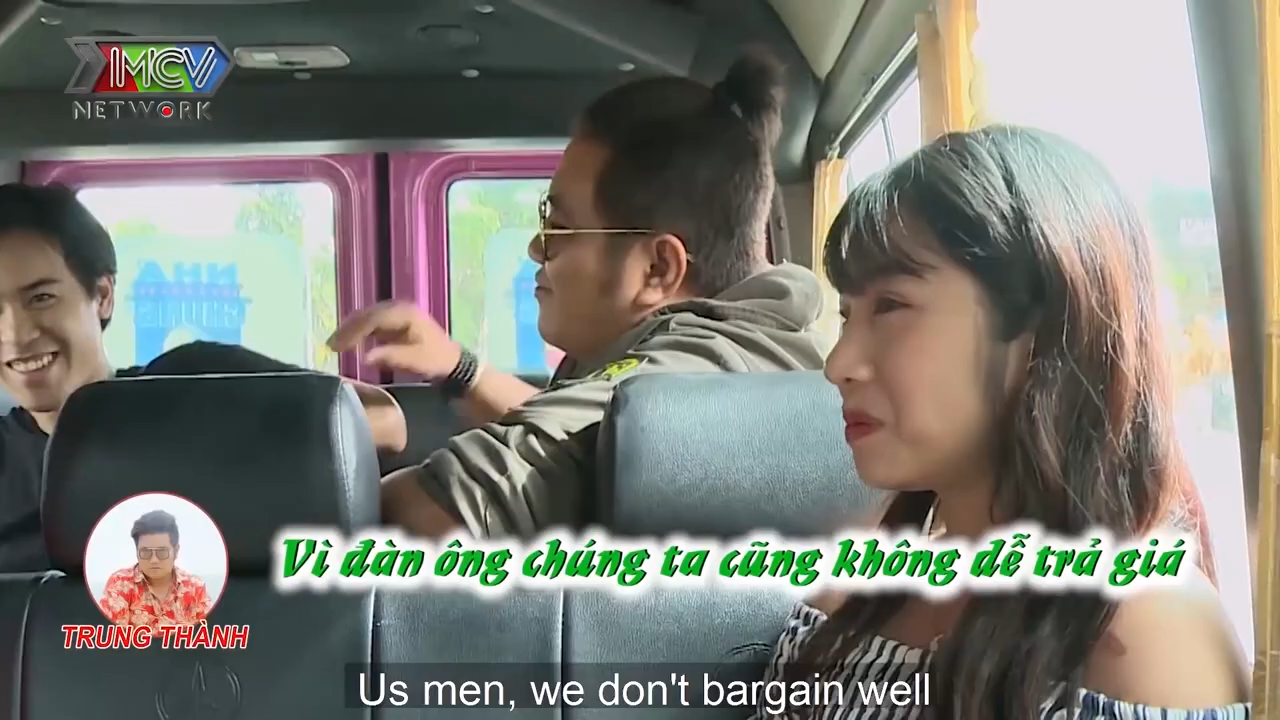 MCV
NETWORK
Vì đàn ông chúng ta cũng không dễ trả giá
TRUNG THÀNH
Us men, we don't bargain well